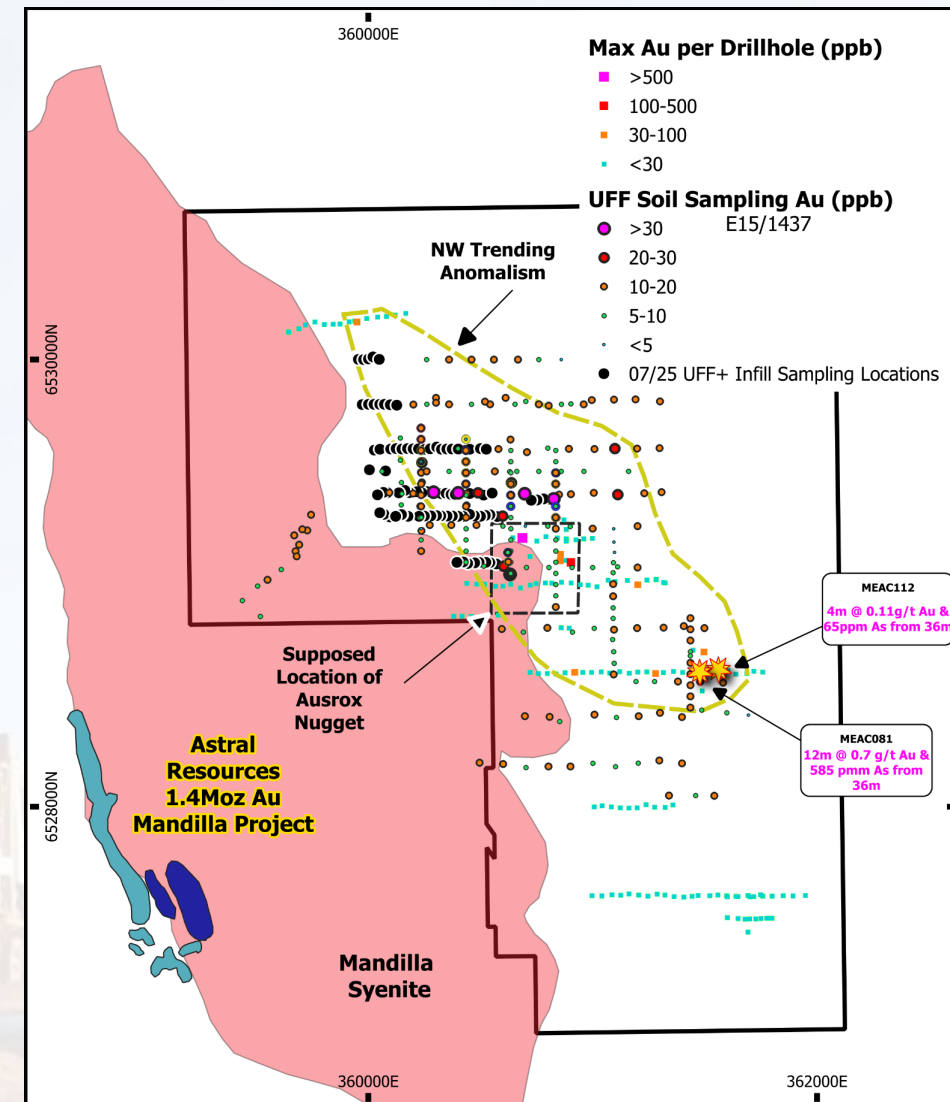 360000E
Max Au per Drillhole (ppb)
>500
100-500
30-100
<30
UFF Soil Sampling Au (ppb)
E15/1437
>30
20-30
10-20
5-10
<5
07/25 UFF+ Infill Sampling Locations
NW Trending
Anomalism
6530000N
MEAC112
4m @ 0.11g/t Au &
65ppm As from 36m
Supposed
Location of
Ausrox
Nugget
MEAC081
12m @ 0.7 g/t Au &
585 pmm As from
36m
Astral
Resources
1.4Moz Au
Mandilla Project
6528000N
Mandilla
Syenite
360000E
362000E